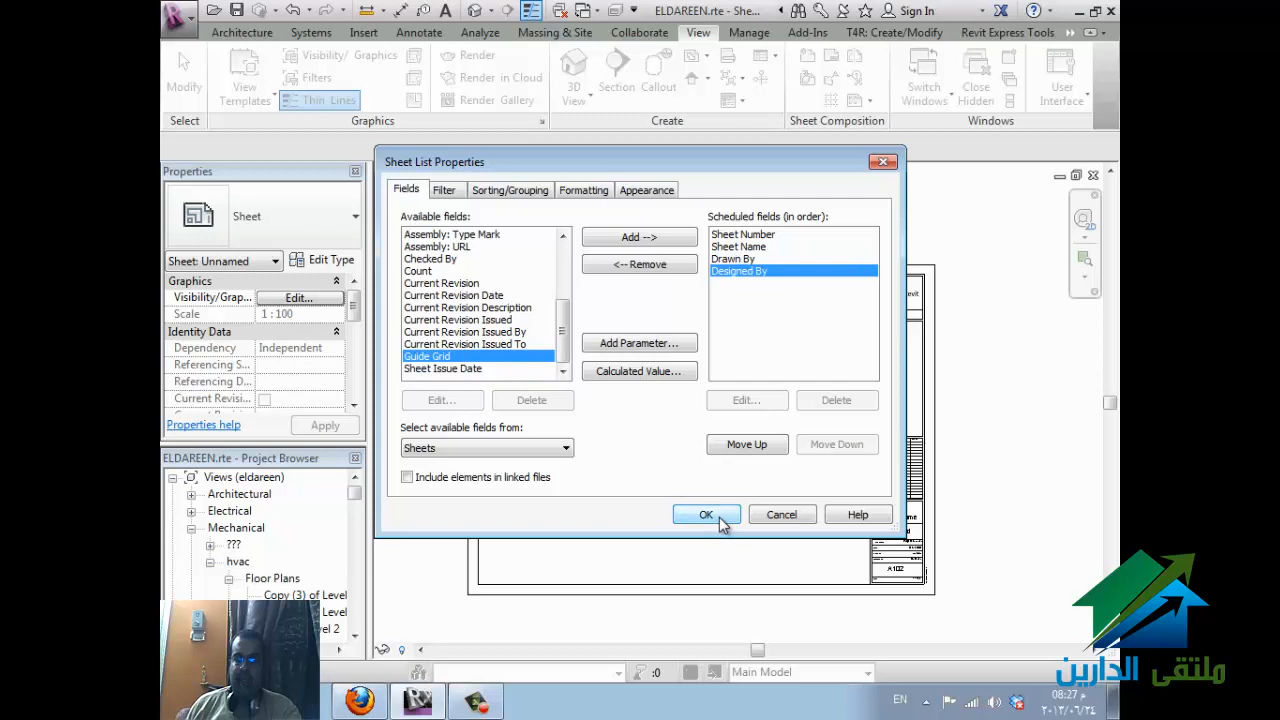 ELDAREEN.rte - She...
Sign In
Architecture Systems Insert Annotate Analyze Massing & Site Collaborate View Manage Add-Ins T4R: Create/Modify Revit Express Tools
Modify
View Templates
Visibility/ Graphics
Filters
Thin Lines
Render
Render in Cloud
Render Gallery
3D View
Section
Callout
Switch Windows
Close Hidden
User Interface
Select
Graphics
Create
Sheet Composition
Windows
Properties
Sheet
Sheet: Unnamed
Edit Type
Graphics
Visibility/Grap... Edit...
Scale 1 : 100
Identity Data
Dependency Independent
Referencing S...
Referencing D...
Current Revisi...
Properties help
Apply
ELDAREEN.rte - Project Browser
Views (eldareen)
Architectural
Electrical
Mechanical
???
hvac
Floor Plans
Copy (3) of Level
Level
el 2
Sheet List Properties
Fields Filter Sorting/Grouping Formatting Appearance
Available fields:
Assembly: Type Mark
Assembly: URL
Checked By
Count
Current Revision
Current Revision Date
Current Revision Description
Current Revision Issued
Current Revision Issued By
Current Revision Issued To
Guide Grid
Sheet Issue Date
Add -->
<-- Remove
Add Parameter...
Calculated Value...
Scheduled fields (in order):
Sheet Number
Sheet Name
Drawn By
Designed By
Edit...
Delete
Edit...
Delete
Select available fields from:
Sheets
Move Up
Move Down
Include elements in linked files
OK
Cancel
Help
A102
2D
:0
Main Model
ملتقى الدارين
EN
08:27 م
٢٠١٣/٠٦/٢٤